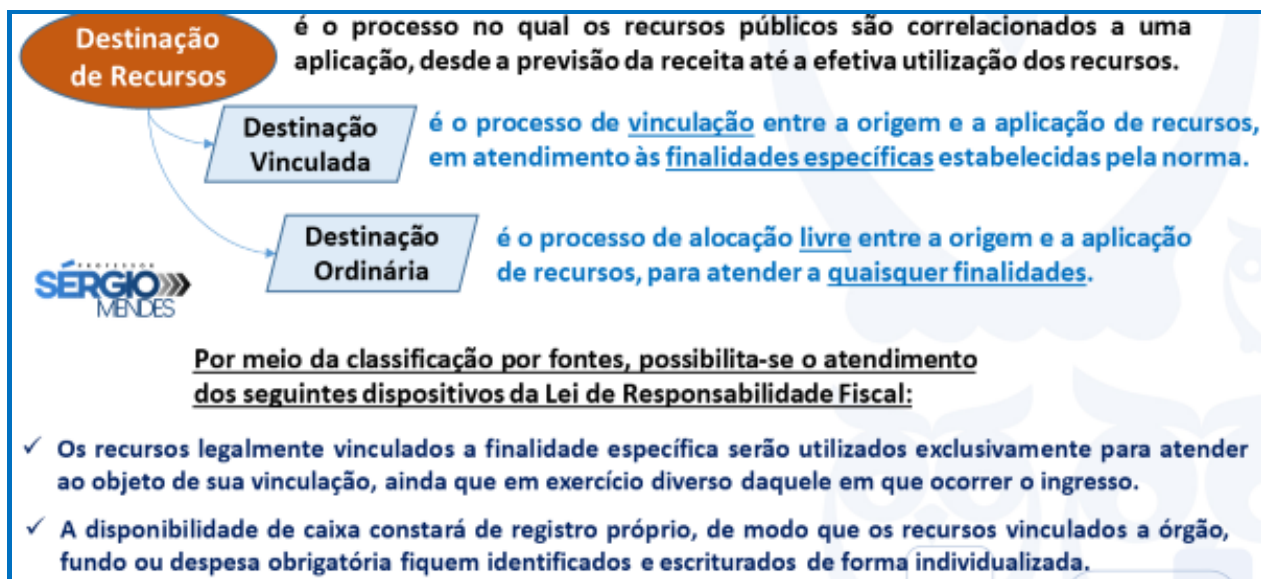 Destinação
de Recursos
é o processo no qual os recursos públicos são correlacionados a uma
aplicação, desde a previsão da receita até a efetiva utilização dos recursos.
Destinação
Vinculada
é o processo de vinculação entre a origem e a aplicação de recursos,
em atendimento às finalidades específicas estabelecidas pela norma.
Destinação
Ordinária
é o processo de alocação livre entre a origem e a aplicação
de recursos, para atender a quaisquer finalidades.
PROFESSOR
SÉRGIO
MENDES
Por meio da classificação por fontes, possibilita-se o atendimento
dos seguintes dispositivos da Lei de Responsabilidade Fiscal:
✓ Os recursos legalmente vinculados a finalidade específica serão utilizados exclusivamente para atender
ao objeto de sua vinculação, ainda que em exercício diverso daquele em que ocorrer o ingresso.
✓ A disponibilidade de caixa constará de registro próprio, de modo que os recursos vinculados a órgão,
fundo ou despesa obrigatória fiquem identificados e escriturados de forma individualizada.